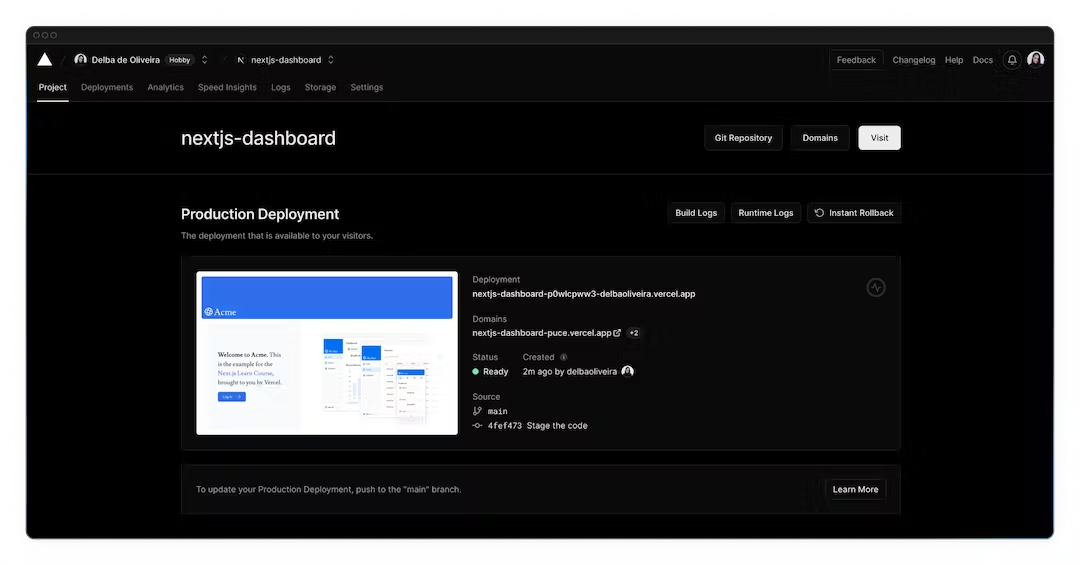 Delba de Oliveira Hobby nextjs-dashboard Feedback Changelog Help Docs
Project Deployments Analytics Speed Insights Logs Storage Settings
nextjs-dashboard Git Repository Domains Visit
Production Deployment Build Logs Runtime Logs Instant Rollback
The deployment that is available to your visitors.
Acme
Welcome to Acme. This
is the example for the
Next.js Learn Course,
brought to you by Vercel.
Log in
Deployment
nextjs-dashboard-p0wlcpww3-delbaoliveira.vercel.app
Domains
nextjs-dashboard-puce.vercel.app +2
Status Created
Ready 2m ago by delbaoliveira
Source
main
4fef473 Stage the code
To update your Production Deployment, push to the "main" branch. Learn More